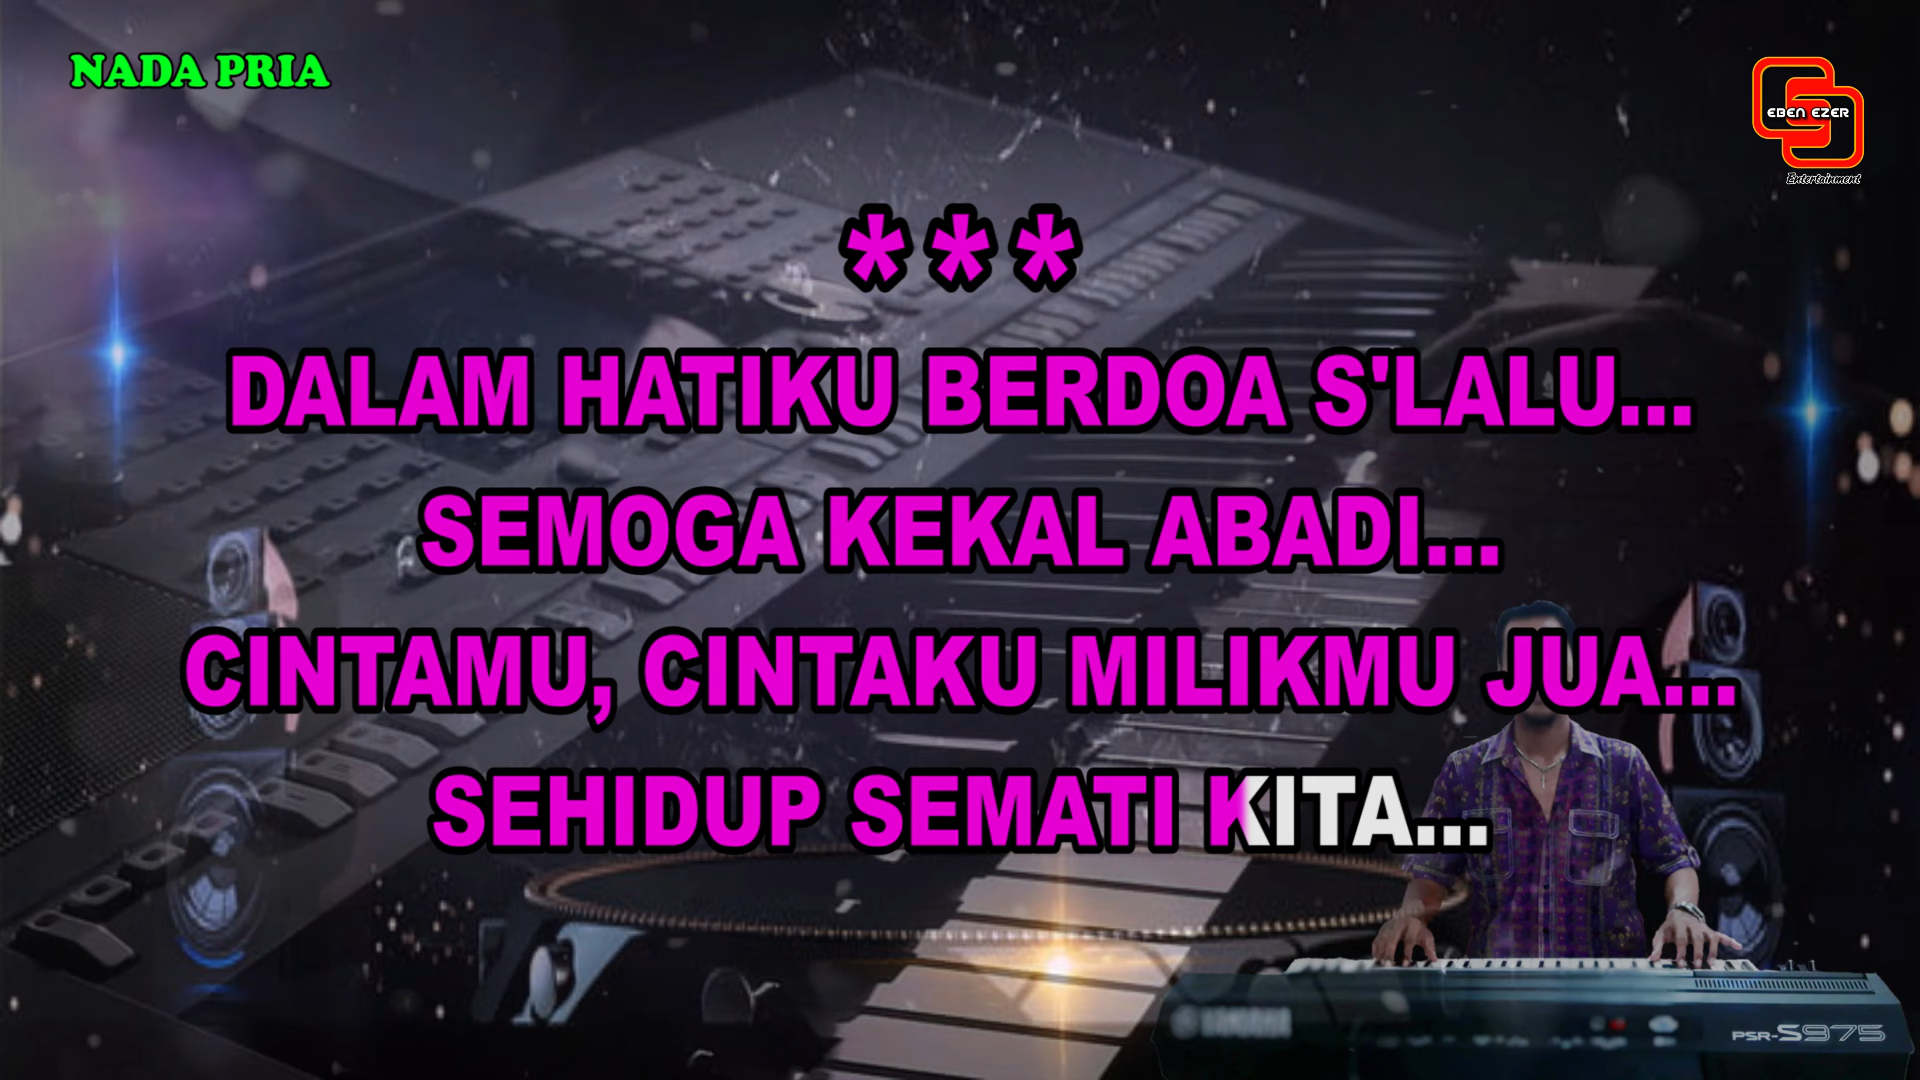 NADA PRIA
EBEN EZER
Entertainment
***
DALAM HATIKU BERDOA S'LALU...
SEMOGA KEKAL ABADI...
CINTAMU, CINTAKU MILIKMU JUA...
SEHIDUP SEMATI KITA...
YAMAHA
PSR-S975